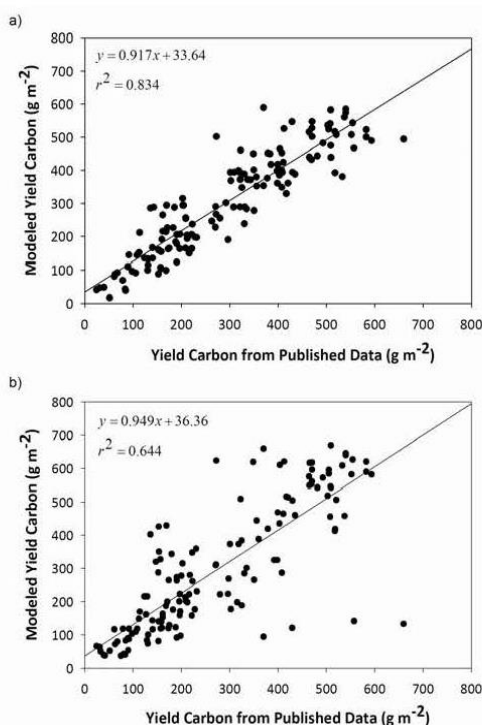 a)
800
y = 0.917x + 33.64
700
r² = 0.834
600
500
400
300
200
100
0
Modeled Yield Carbon (g m⁻²)
0 100 200 300 400 500 600 700 800
Yield Carbon from Published Data (g m⁻²)
b)
800
y = 0.949x + 36.36
700
r² = 0.644
600
500
400
300
200
100
0
Modeled Yield Carbon (g m⁻²)
0 100 200 300 400 500 600 700 800
Yield Carbon from Published Data (g m⁻²)